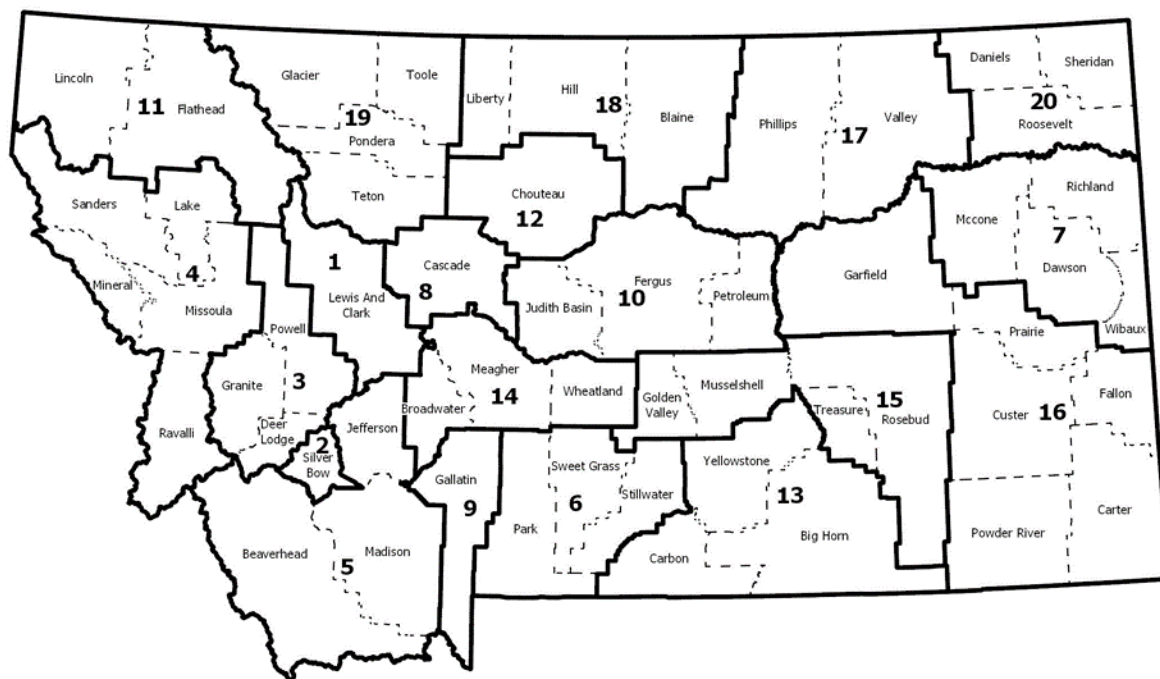 Lincoln
Flathead
11
Glacier
Toole
19
Pondera
Teton
Liberty
Hill
18
Blaine
Chouteau
12
Phillips
Valley
17
Daniels
Sheridan
20
Roosevelt
Sanders
Lake
4
Mineral
Missoula
Ravalli
Powell
1
Lewis And
Clark
Cascade
8
Judith Basin
Fergus
10
Petroleum
Garfield
Mccone
Richland
7
Dawson
Wibaux
Prairie
Granite
3
Deer
Lodge
2
Silver
Bow
Jefferson
Broadwater
Meagher
14
Wheatland
Golden
Valley
Musselshell
Treasure
15
Rosebud
Custer
16
Fallon
Powder River
Carter
Beaverhead
5
Madison
Gallatin
9
Park
Sweet Grass
6
Stillwater
Carbon
Yellowstone
13
Big Horn